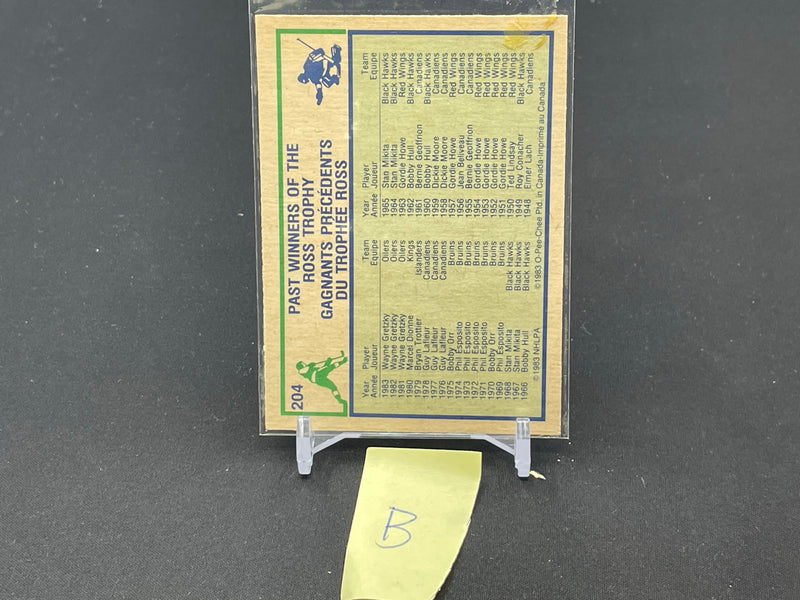 204
PAST WINNERS OF THE
ROSS TROPHY
GAGNANTS PRÉCÉDENTS
DU TROPHÉE ROSS
Year Player Team
Année Joueur Equipe
1983 Wayne Gretzky Oilers
1982 Wayne Gretzky Oilers
1981 Wayne Gretzky Oilers
1980 Marcel Dionne Kings
1979 Bryan Trottier Islanders
1978 Guy Lafleur Canadiens
1977 Guy Lafleur Canadiens
1976 Guy Lafleur Canadiens
1975 Bobby Orr Bruins
1974 Phil Esposito Bruins
1973 Phil Esposito Bruins
1972 Phil Esposito Bruins
1971 Phil Esposito Bruins
1970 Bobby Orr Bruins
1969 Phil Esposito Bruins
1968 Stan Mikita Black Hawks
1967 Stan Mikita Black Hawks
1966 Bobby Hull Black Hawks
Year Player Team
Année Joueur Equipe
1965 Stan Mikita Black Hawks
1964 Stan Mikita Black Hawks
1963 Gordie Howe Red Wings
1962 Bobby Hull Black Hawks
1961 Bernie Geoffrion Canadiens
1960 Bobby Hull Black Hawks
1959 Dickie Moore Canadiens
1958 Dickie Moore Canadiens
1957 Gordie Howe Red Wings
1956 Jean Beliveau Canadiens
1955 Bernie Geoffrion Canadiens
1954 Gordie Howe Red Wings
1953 Gordie Howe Red Wings
1952 Gordie Howe Red Wings
1951 Gordie Howe Red Wings
1950 Ted Lindsay Red Wings
1949 Roy Conacher Black Hawks
1948 Elmer Lach Canadiens
©1983 NHLPA ©1983 O-Pee-Chee Ptd. in Canada-Imprimé au Canada
B